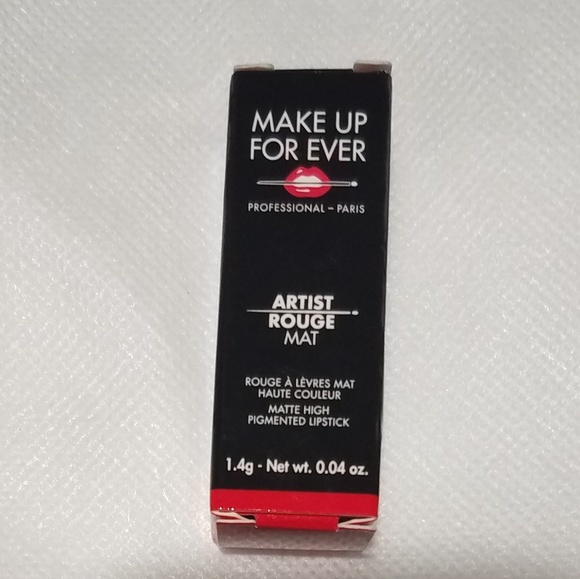 MAKE UP
FOR EVER
PROFESSIONAL – PARIS
ARTIST
ROUGE
MAT
ROUGE À LÈVRES MAT
HAUTE COULEUR
MATTE HIGH
PIGMENTED LIPSTICK
1.4g - Net wt. 0.04 oz.